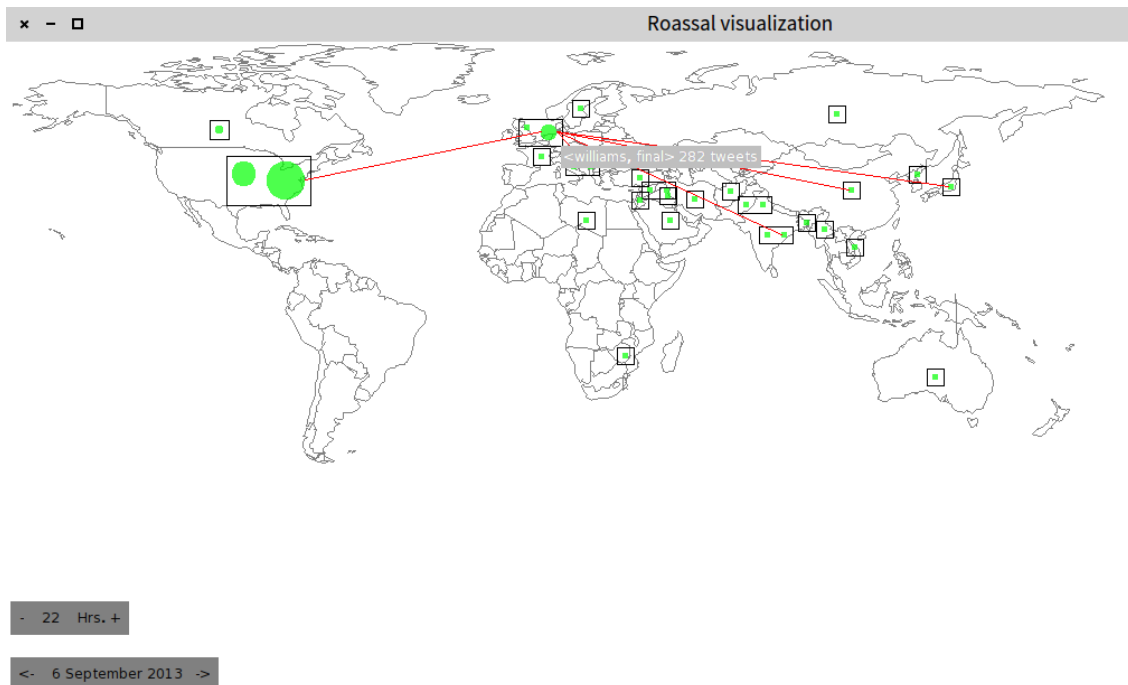 Roassal visualization
<williams, final> 282 tweets
- 22 Hrs. +
<- 6 September 2013 ->